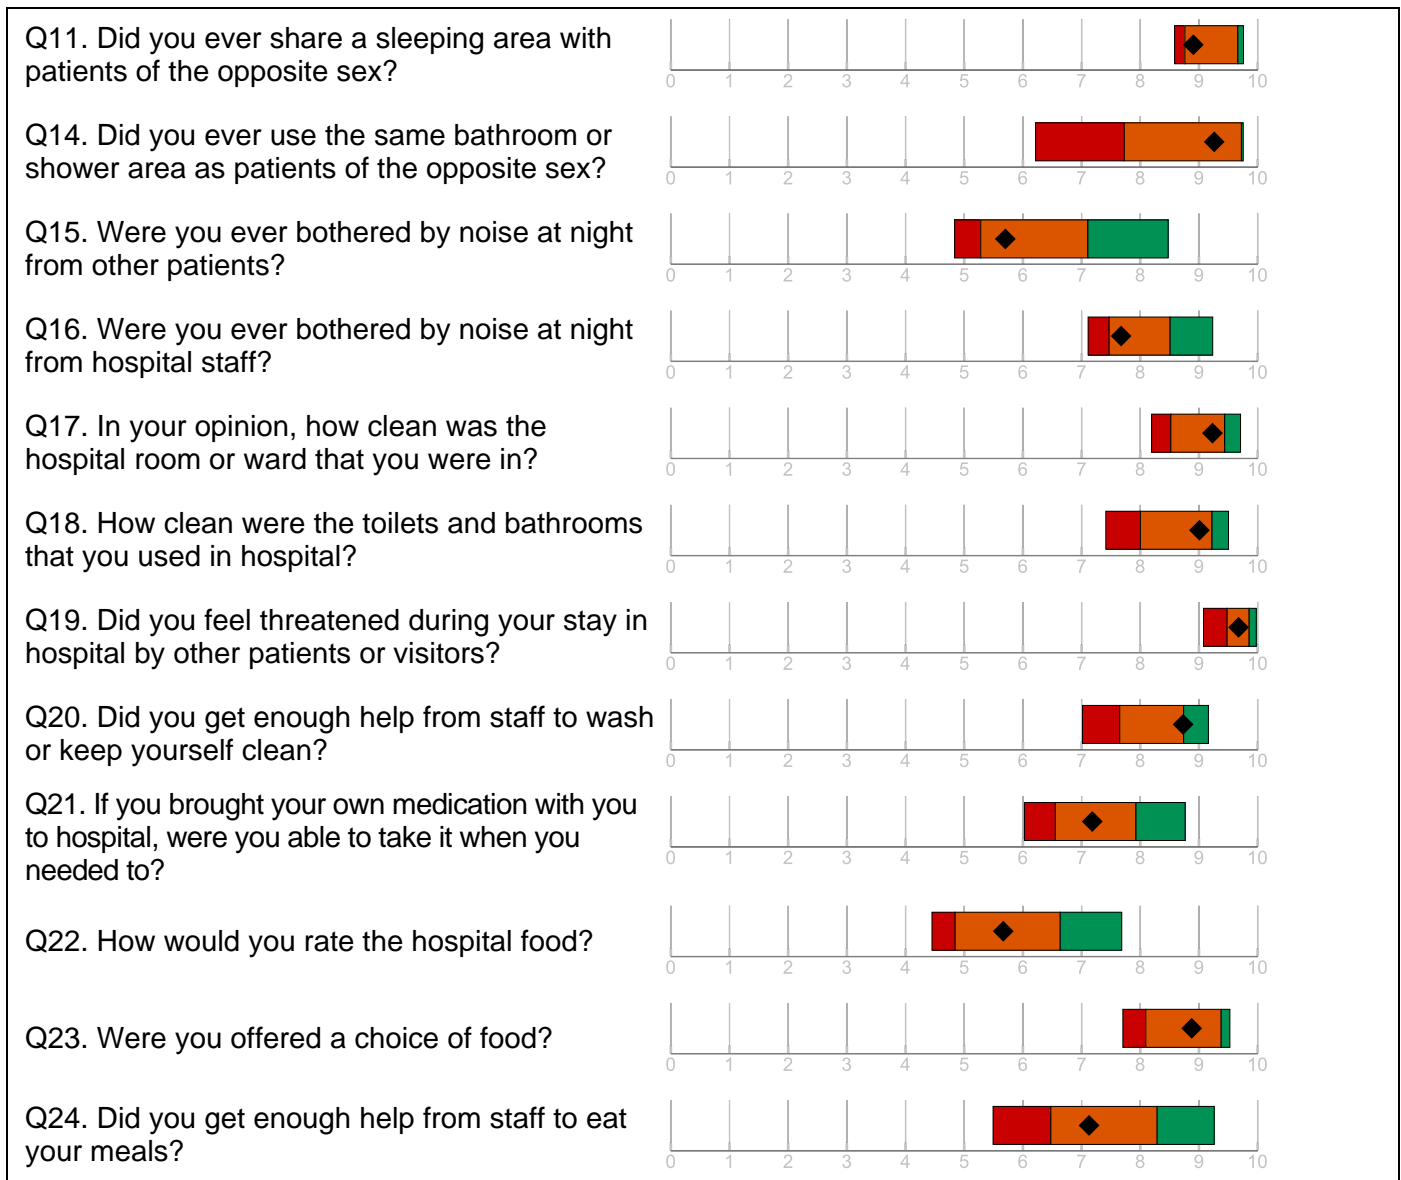 Q11. Did you ever share a sleeping area with
patients of the opposite sex?
0 1 2 3 4 5 6 7 8 9 10
Q14. Did you ever use the same bathroom or
shower area as patients of the opposite sex?
0 1 2 3 4 5 6 7 8 9 10
Q15. Were you ever bothered by noise at night
from other patients?
0 1 2 3 4 5 6 7 8 9 10
Q16. Were you ever bothered by noise at night
from hospital staff?
0 1 2 3 4 5 6 7 8 9 10
Q17. In your opinion, how clean was the
hospital room or ward that you were in?
0 1 2 3 4 5 6 7 8 9 10
Q18. How clean were the toilets and bathrooms
that you used in hospital?
0 1 2 3 4 5 6 7 8 9 10
Q19. Did you feel threatened during your stay in
hospital by other patients or visitors?
0 1 2 3 4 5 6 7 8 9 10
Q20. Did you get enough help from staff to wash
or keep yourself clean?
0 1 2 3 4 5 6 7 8 9 10
Q21. If you brought your own medication with you
to hospital, were you able to take it when you
needed to?
0 1 2 3 4 5 6 7 8 9 10
Q22. How would you rate the hospital food?
0 1 2 3 4 5 6 7 8 9 10
Q23. Were you offered a choice of food?
0 1 2 3 4 5 6 7 8 9 10
Q24. Did you get enough help from staff to eat
your meals?
0 1 2 3 4 5 6 7 8 9 10